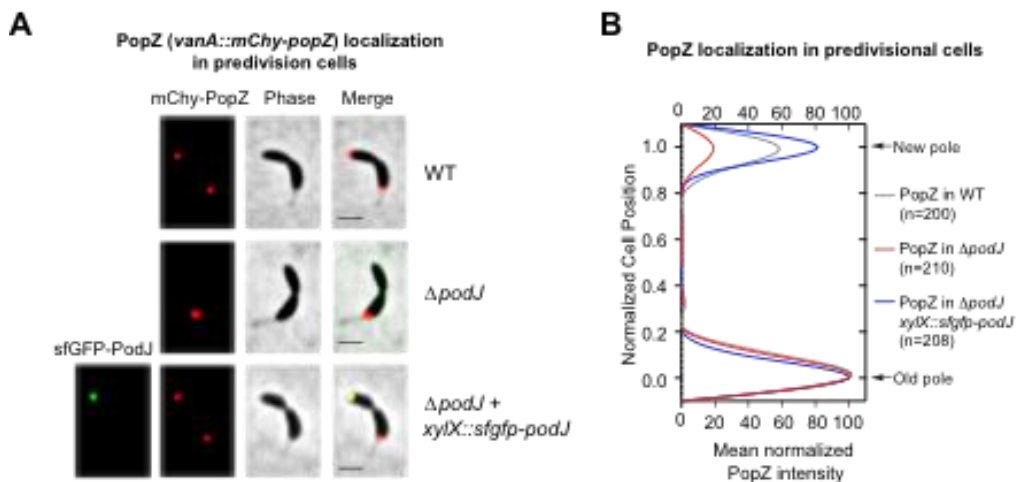 A
PopZ (vanA::mChy-popZ) localization
in predivision cells
mChy-PopZ Phase Merge
WT
ΔpodJ
sfGFP-PodJ
ΔpodJ +
xylX::sfgfp-podJ
B
PopZ localization in predivisional cells
0 20 40 60 80 100
1.0
0.8
0.6
0.4
0.2
0.0
Normalized Cell Position
New pole
PopZ in WT
(n=200)
PopZ in ΔpodJ
(n=210)
PopZ in ΔpodJ
xylX::sfgfp-podJ
(n=208)
Old pole
0 20 40 60 80 100
Mean normalized
PopZ intensity